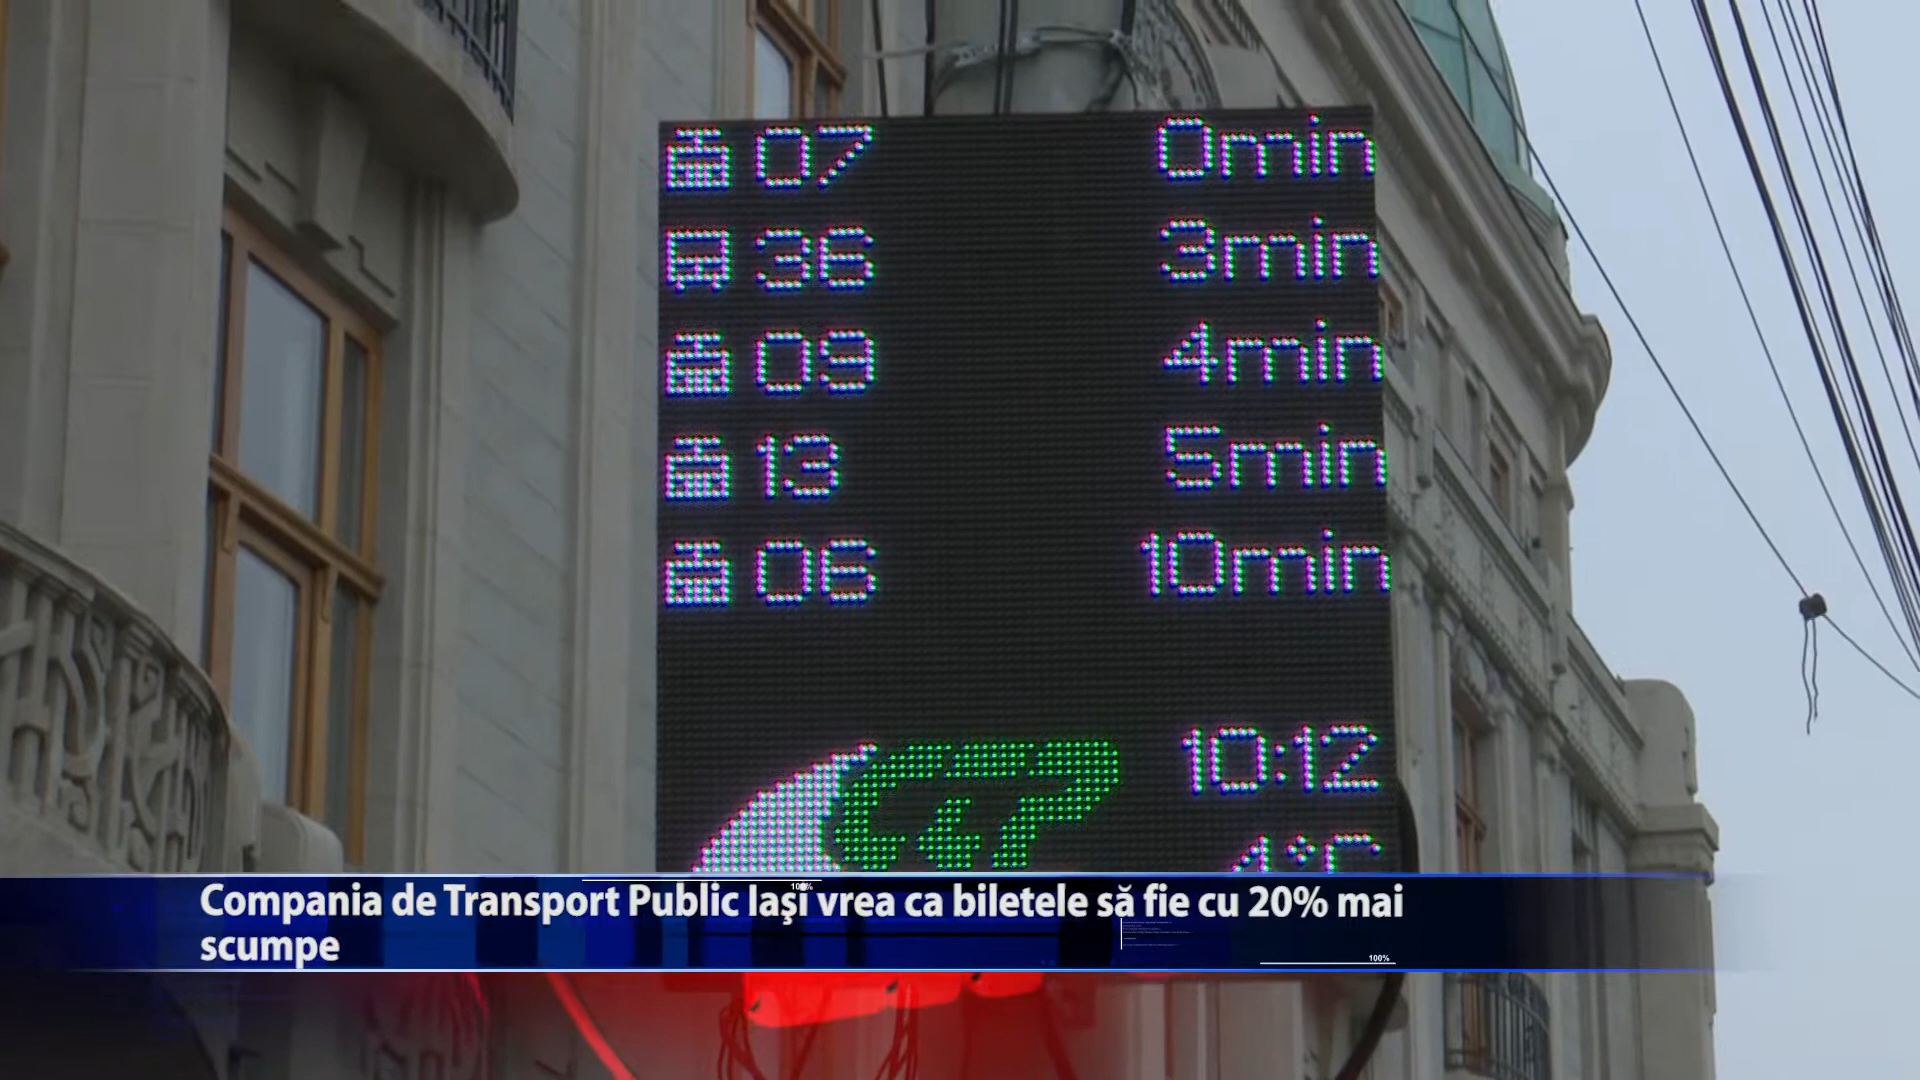 07 0min
36 3min
09 4min
13 5min
06 10min
CTP 10:12
4°C
Compania de Transport Public Iaşi vrea ca biletele să fie cu 20% mai
scumpe
100%
100%